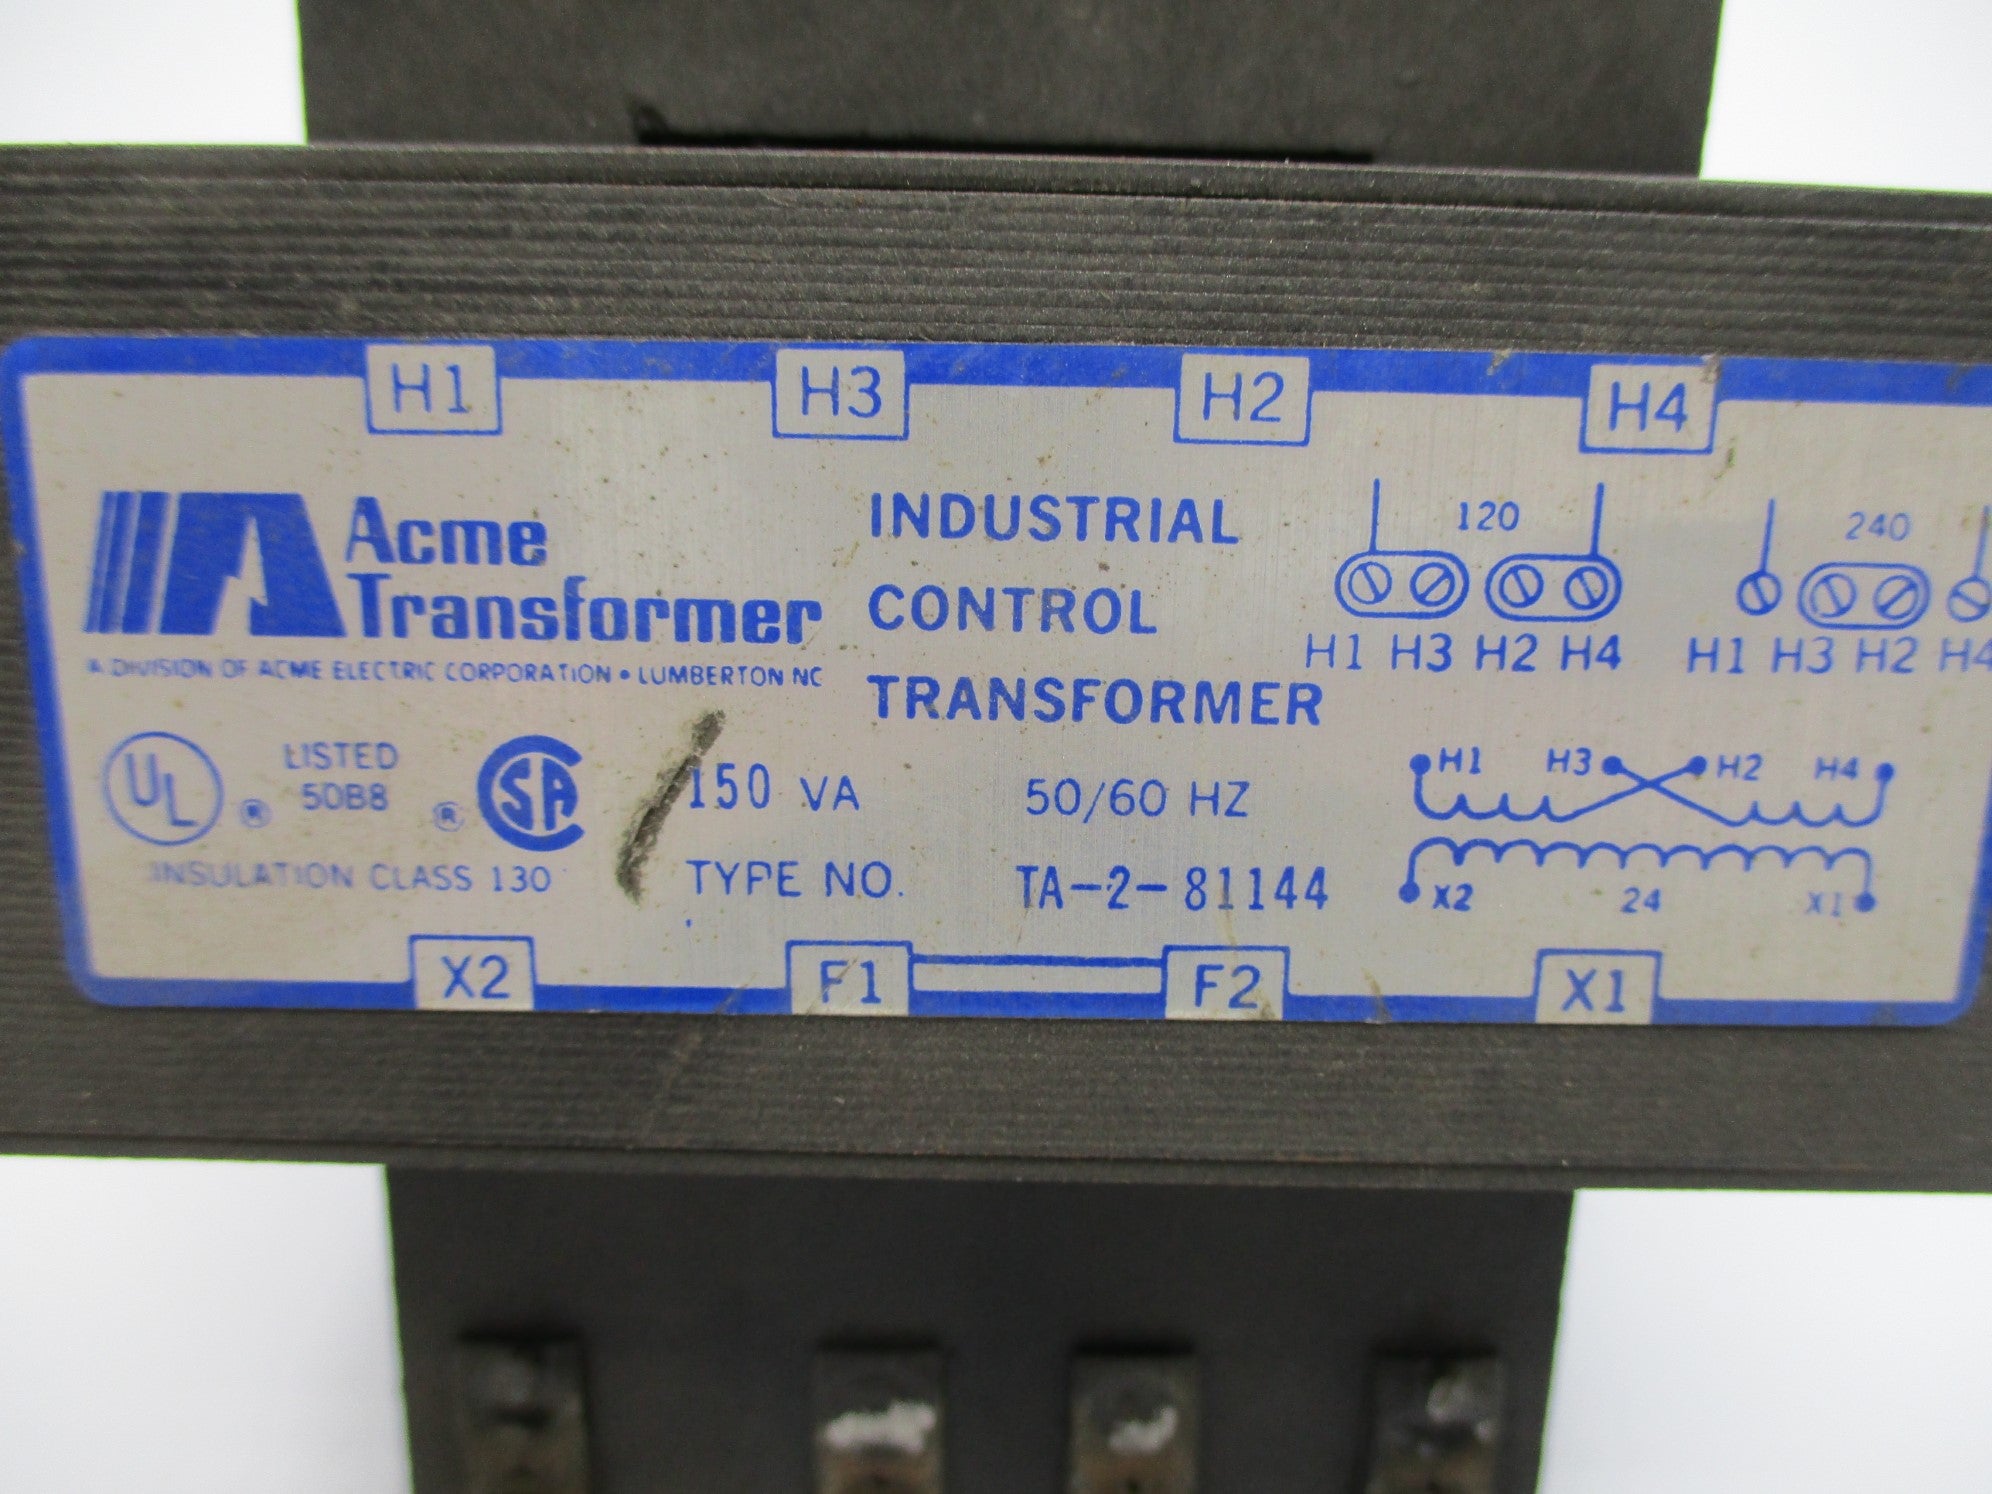 H1 H3 H2 H4
Acme
Transformer
A DIVISION OF ACME ELECTRIC CORPORATION • LUMBERTON NC
UL ® LISTED
50B8
® SA
INSULATION CLASS 130
INDUSTRIAL
CONTROL
TRANSFORMER
150 VA 50/60 HZ
TYPE NO. TA-2-81144
120
H1 H3 H2 H4
240
H1 H3 H2 H4
H1 H3 H2 H4
X2 24 X1
X2 F1 F2 X1